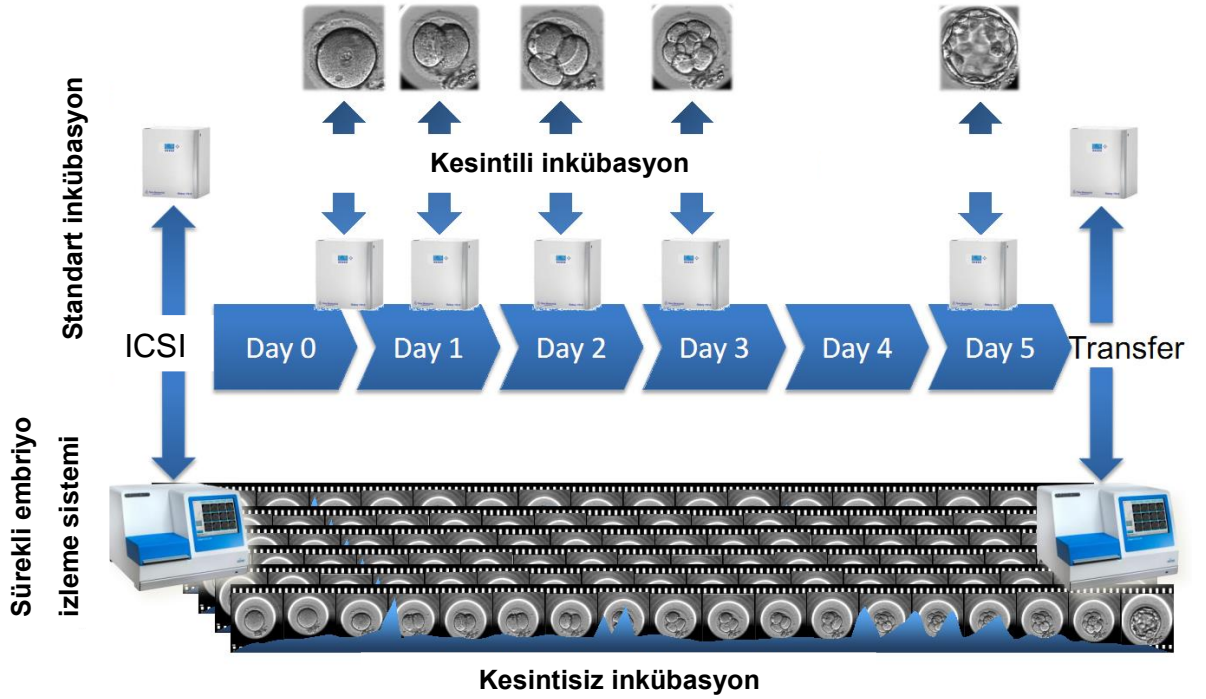 Standart inkübasyon
Kesintili inkübasyon
ICSI
Day 0
Day 1
Day 2
Day 3
Day 4
Day 5
Transfer
Sürekli embriyo
izleme sistemi
Kesintisiz inkübasyon